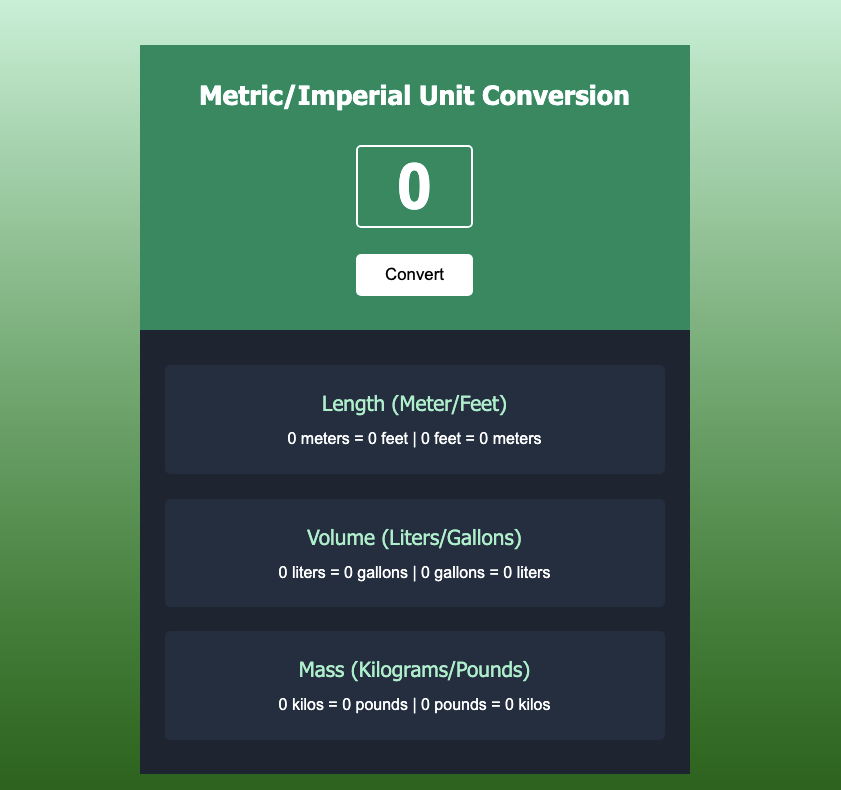 Metric/Imperial Unit Conversion
0
Convert
Length (Meter/Feet)
0 meters = 0 feet | 0 feet = 0 meters
Volume (Liters/Gallons)
0 liters = 0 gallons | 0 gallons = 0 liters
Mass (Kilograms/Pounds)
0 kilos = 0 pounds | 0 pounds = 0 kilos